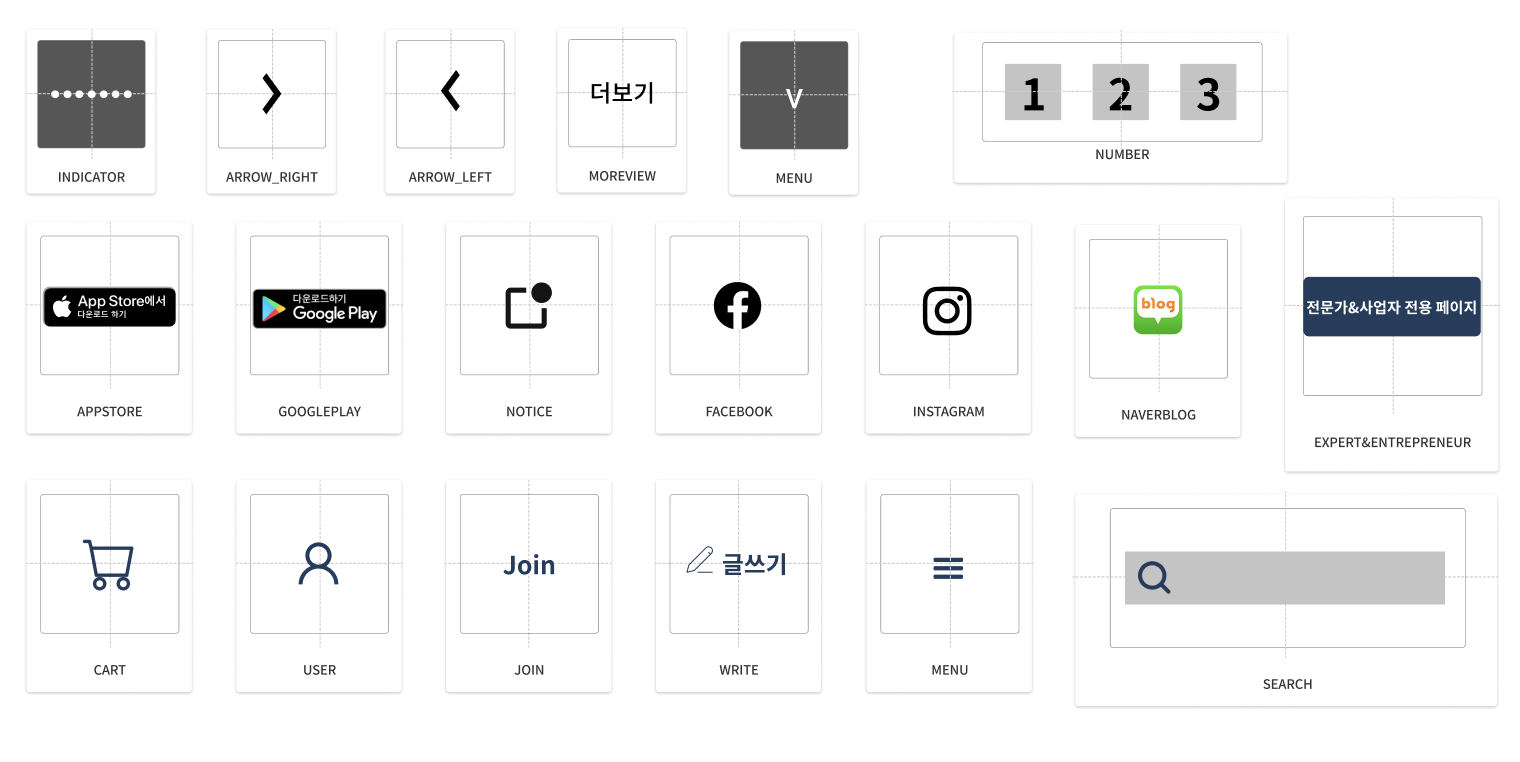 더보기
V
1 2 3
INDICATOR
ARROW_RIGHT
ARROW_LEFT
MOREVIEW
MENU
NUMBER
App Store에서
다운로드 하기
다운로드하기
Google Play
blog
전문가&사업자 전용 페이지
APPSTORE
GOOGLEPLAY
NOTICE
FACEBOOK
INSTAGRAM
NAVERBLOG
EXPERT&ENTREPRENEUR
Join
글쓰기
CART
USER
JOIN
WRITE
MENU
SEARCH